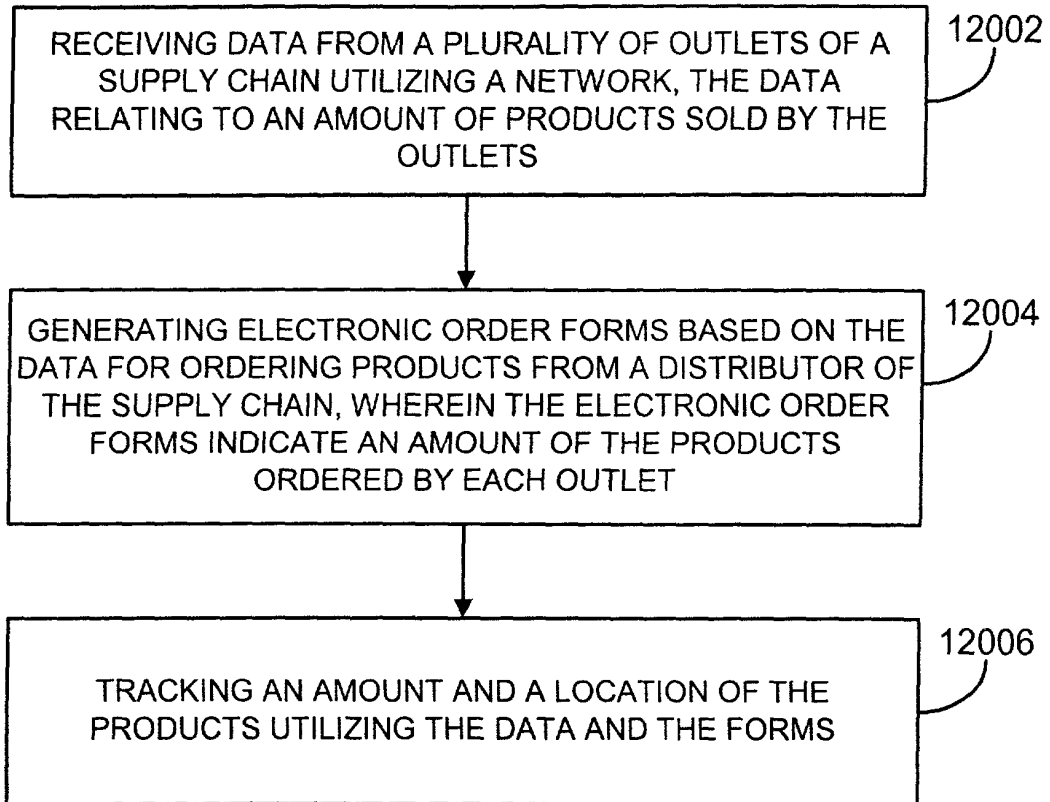 RECEIVING DATA FROM A PLURALITY OF OUTLETS OF A
SUPPLY CHAIN UTILIZING A NETWORK, THE DATA
RELATING TO AN AMOUNT OF PRODUCTS SOLD BY THE
OUTLETS
12002
GENERATING ELECTRONIC ORDER FORMS BASED ON THE
DATA FOR ORDERING PRODUCTS FROM A DISTRIBUTOR OF
THE SUPPLY CHAIN, WHEREIN THE ELECTRONIC ORDER
FORMS INDICATE AN AMOUNT OF THE PRODUCTS
ORDERED BY EACH OUTLET
12004
TRACKING AN AMOUNT AND A LOCATION OF THE
PRODUCTS UTILIZING THE DATA AND THE FORMS
12006